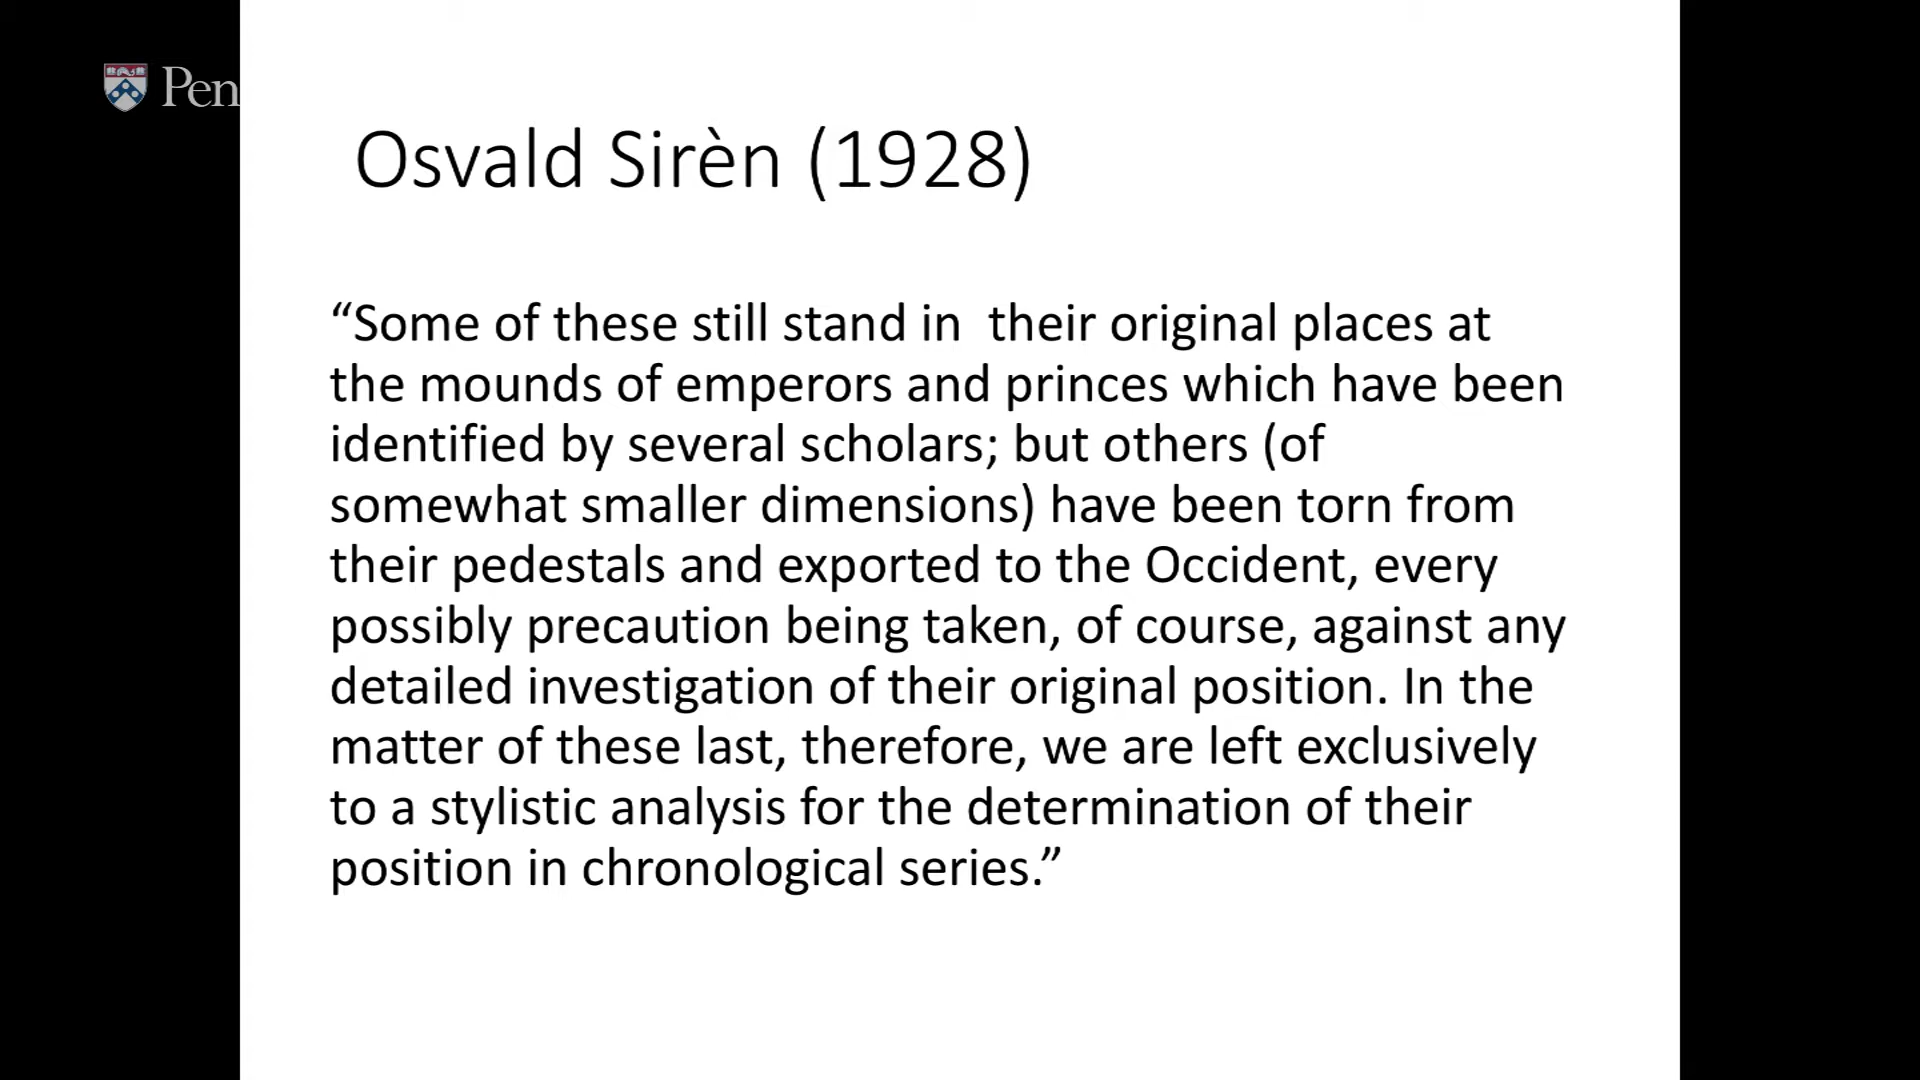 Pen
Osvald Sirèn (1928)
“Some of these still stand in  their original places at
the mounds of emperors and princes which have been
identified by several scholars; but others (of
somewhat smaller dimensions) have been torn from
their pedestals and exported to the Occident, every
possibly precaution being taken, of course, against any
detailed investigation of their original position. In the
matter of these last, therefore, we are left exclusively
to a stylistic analysis for the determination of their
position in chronological series.”